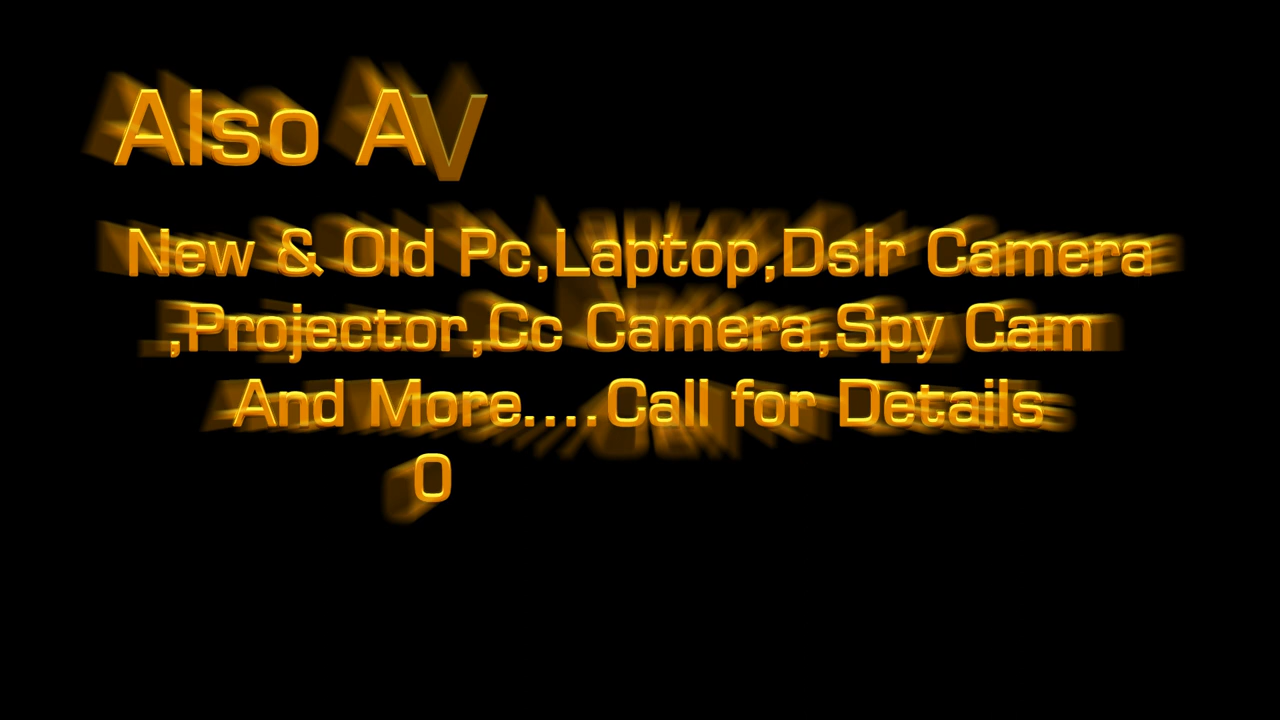 Also AV
New & Old Pc,Laptop,Dslr Camera
,Projector,Cc Camera,Spy Cam
And More....Call for Details
0